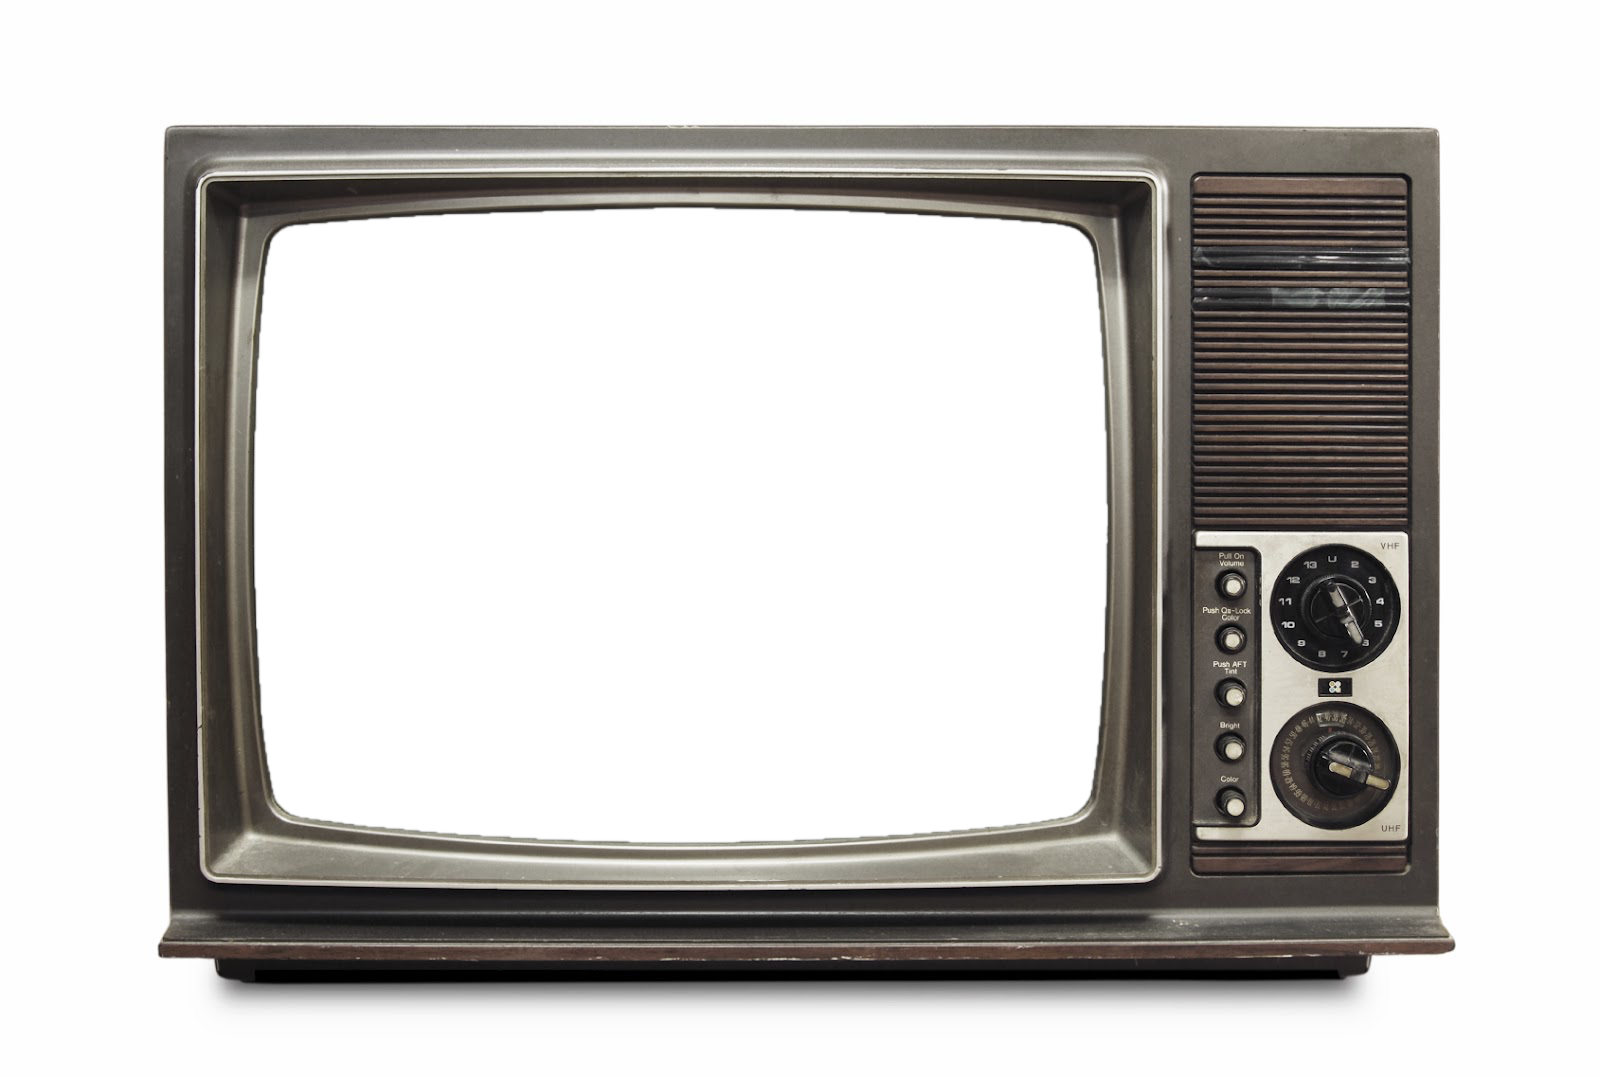 VHF
Pull On
Volume
Push Qs-Lock
Color
Push AFT
Tint
Bright
Color
U
2
3
4
5
6
7
8
9
10
11
12
13
UHF